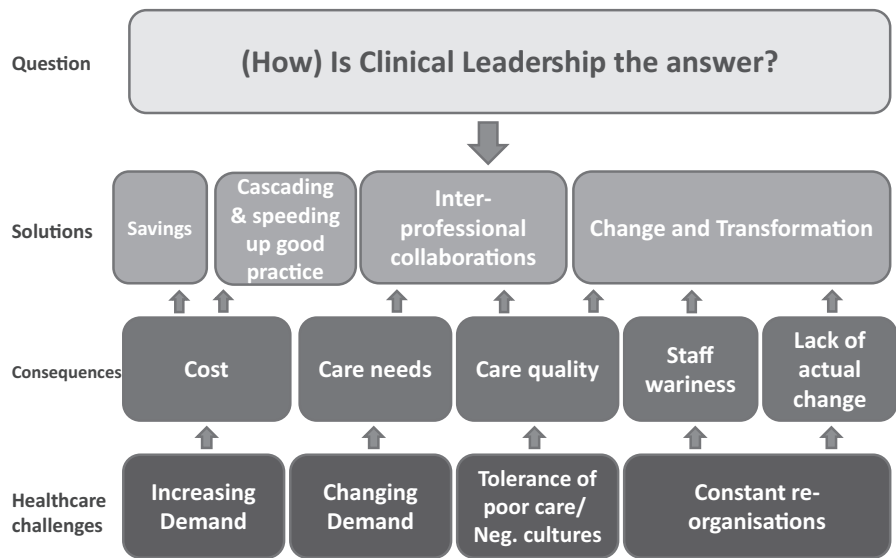 Question
(How) Is Clinical Leadership the answer?
Solutions
Savings
Cascading
& speeding
up good
practice
Inter-
professional
collaborations
Change and Transformation
Consequences
Cost
Care needs
Care quality
Staff
wariness
Lack of
actual
change
Healthcare
challenges
Increasing
Demand
Changing
Demand
Tolerance of
poor care/
Neg. cultures
Constant re-
organisations